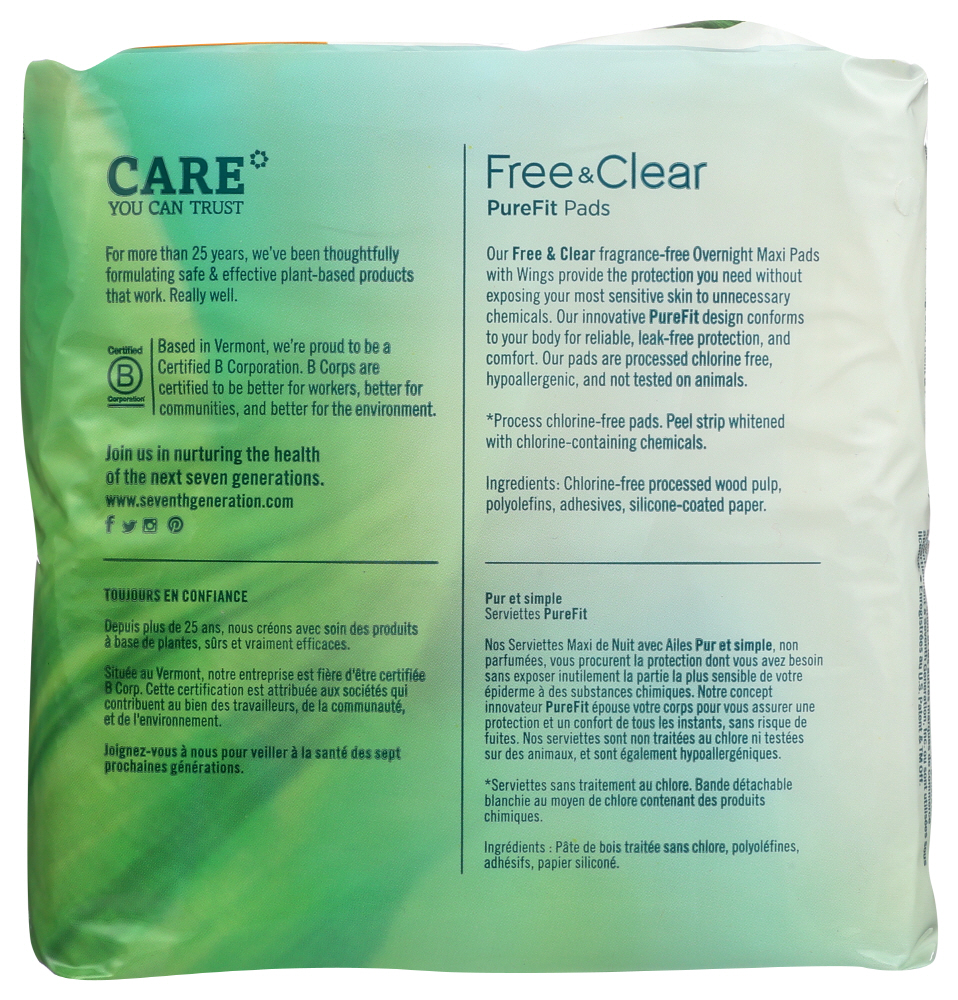 CARE
YOU CAN TRUST
For more than 25 years, we've been thoughtfully
formulating safe & effective plant-based products
that work. Really well.
Certified
B
Corporation
Based in Vermont, we're proud to be a
Certified B Corporation. B Corps are
certified to be better for workers, better for
communities, and better for the environment.
Join us in nurturing the health
of the next seven generations.
www.seventhgeneration.com
TOUJOURS EN CONFIANCE
Depuis plus de 25 ans, nous créons avec soin des produits
à base de plantes, sûrs et vraiment efficaces.
Située au Vermont, notre entreprise est fière d'être certifiée
B Corp. Cette certification est attribuée aux sociétés qui
contribuent au bien des travailleurs, de la communauté,
et de l'environnement.
Joignez-vous à nous pour veiller à la santé des sept
prochaines générations.
Free & Clear
PureFit Pads
Our Free & Clear fragrance-free Overnight Maxi Pads
with Wings provide the protection you need without
exposing your most sensitive skin to unnecessary
chemicals. Our innovative PureFit design conforms
to your body for reliable, leak-free protection, and
comfort. Our pads are processed chlorine free,
hypoallergenic, and not tested on animals.
*Process chlorine-free pads. Peel strip whitened
with chlorine-containing chemicals.
Ingredients: Chlorine-free processed wood pulp,
polyolefins, adhesives, silicone-coated paper.
Pur et simple
Serviettes PureFit
Nos Serviettes Maxi de Nuit avec Ailes Pur et simple, non
parfumées, vous procurent la protection dont vous avez besoin
sans exposer inutilement la partie la plus sensible de votre
épiderme à des substances chimiques. Notre concept
innovateur PureFit épouse votre corps pour vous assurer une
protection et un confort de tous les instants, sans risque de
fuites. Nos serviettes sont non traitées au chlore ni testées
sur des animaux, et sont également hypoallergéniques.
*Serviettes sans traitement au chlore. Bande détachable
blanchie au moyen de chlore contenant des produits
chimiques.
Ingrédients : Pâte de bois traitée sans chlore, polyoléfines,
adhésifs, papier siliconé.